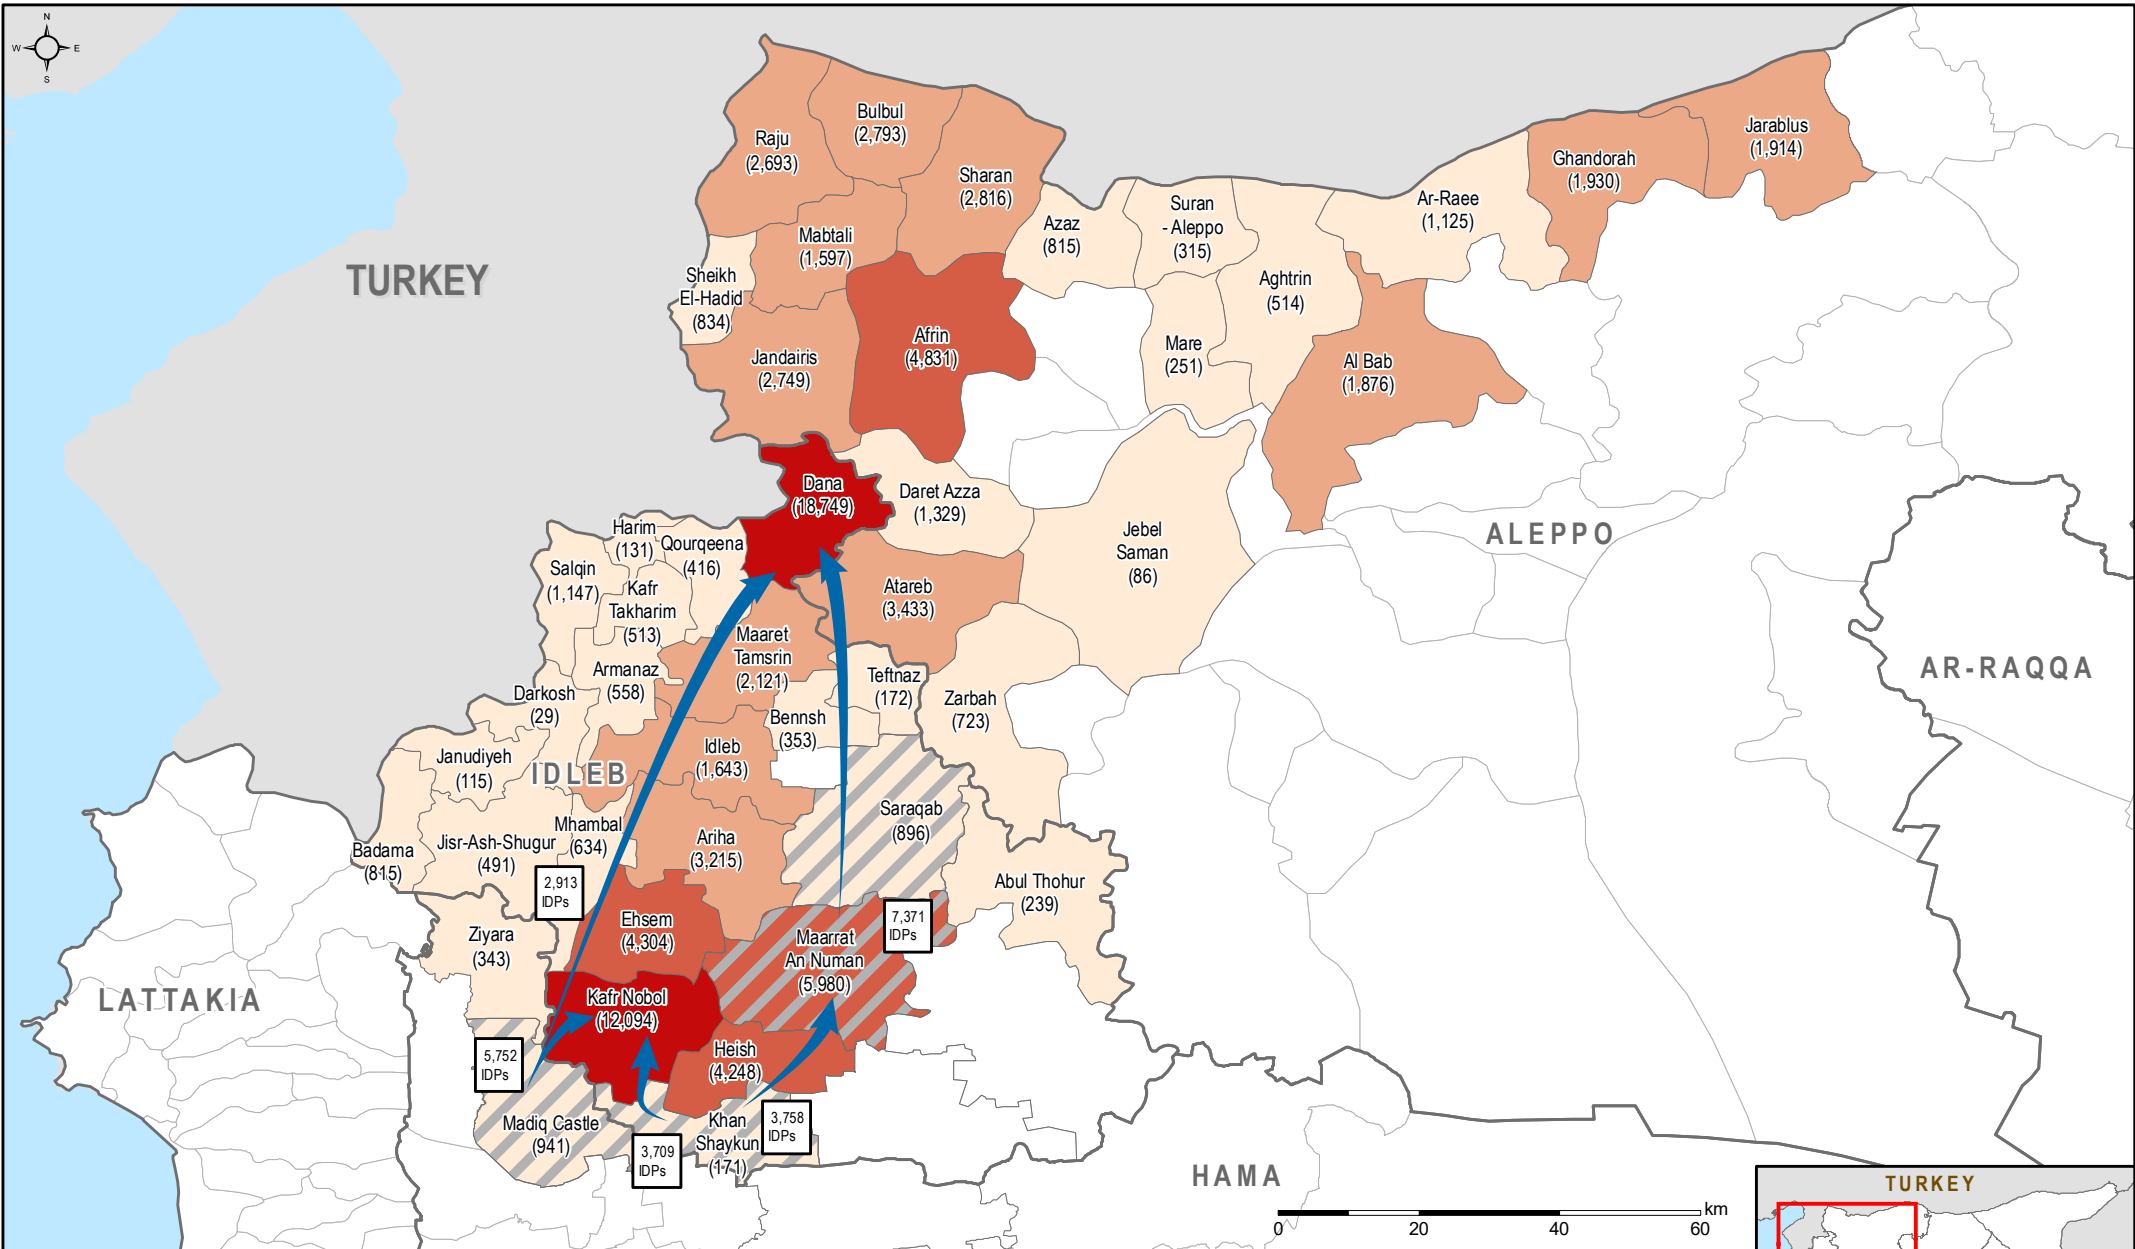 N
W
E
S
TURKEY
Raju
(2,693)
Bulbul
(2,793)
Sharan
(2,816)
Mabtali
(1,597)
Sheikh
El-Hadid
(834)
Jandairis
(2,749)
Afrin
(4,831)
Azaz
(815)
Suran
- Aleppo
(315)
Aghtrin
(514)
Mare
(251)
Ar-Raee
(1,125)
Ghandorah
(1,930)
Jarablus
(1,914)
Al Bab
(1,876)
Dana
(18,749)
Daret Azza
(1,329)
Jebel
Saman
(86)
ALEPPO
AR-RAQQA
Harim
(131)
Qourqeena
(416)
Salqin
(1,147)
Kafr
Takharim
(513)
Atareb
(3,433)
Maaret
Tamsrin
(2,121)
Armanaz
(558)
Darkosh
(29)
Teftnaz
(172)
Zarbah
(723)
Bennsh
(353)
Janudiyeh
(115)
IDLEB
Idleb
(1,643)
Saraqab
(896)
Mhambal
(634)
Jisr-Ash-Shugur
(491)
Badama
(815)
Ariha
(3,215)
Abul Thohur
(239)
2,913
IDPs
7,371
IDPs
Ehsem
(4,304)
Maarrat
An Numan
(5,980)
Ziyara
(343)
LATTAKIA
Kafr Nobol
(12,094)
5,752
IDPs
Heish
(4,248)
Madiq Castle
(941)
Khan
Shaykun
(171)
3,709
IDPs
3,758
IDPs
HAMA
km
0
20
40
60
TURKEY